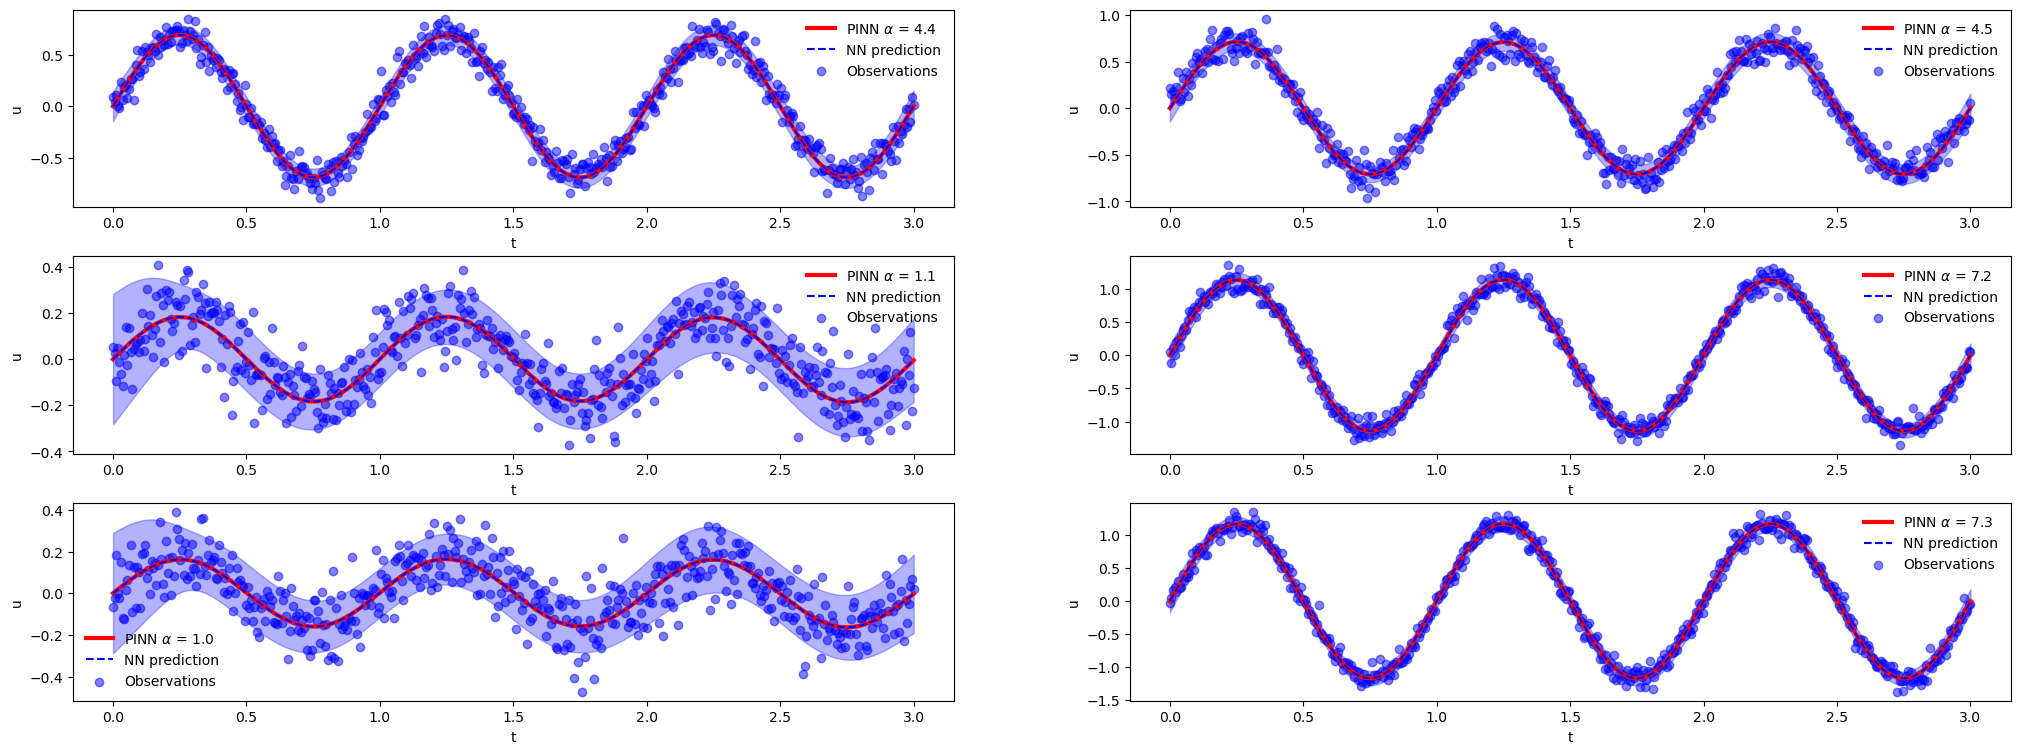 PINN α = 4.4
NN prediction
Observations
u
0.5
0.0
−0.5
0.0 0.5 1.0 1.5 2.0 2.5 3.0
t
PINN α = 4.5
NN prediction
Observations
u
1.0
0.5
0.0
−0.5
−1.0
0.0 0.5 1.0 1.5 2.0 2.5 3.0
t
PINN α = 1.1
NN prediction
Observations
u
0.4
0.2
0.0
−0.2
−0.4
0.0 0.5 1.0 1.5 2.0 2.5 3.0
t
PINN α = 7.2
NN prediction
Observations
u
1.0
0.5
0.0
−0.5
−1.0
0.0 0.5 1.0 1.5 2.0 2.5 3.0
t
PINN α = 1.0
NN prediction
Observations
u
0.4
0.2
0.0
−0.2
−0.4
0.0 0.5 1.0 1.5 2.0 2.5 3.0
t
PINN α = 7.3
NN prediction
Observations
u
1.0
0.5
0.0
−0.5
−1.0
−1.5
0.0 0.5 1.0 1.5 2.0 2.5 3.0
t